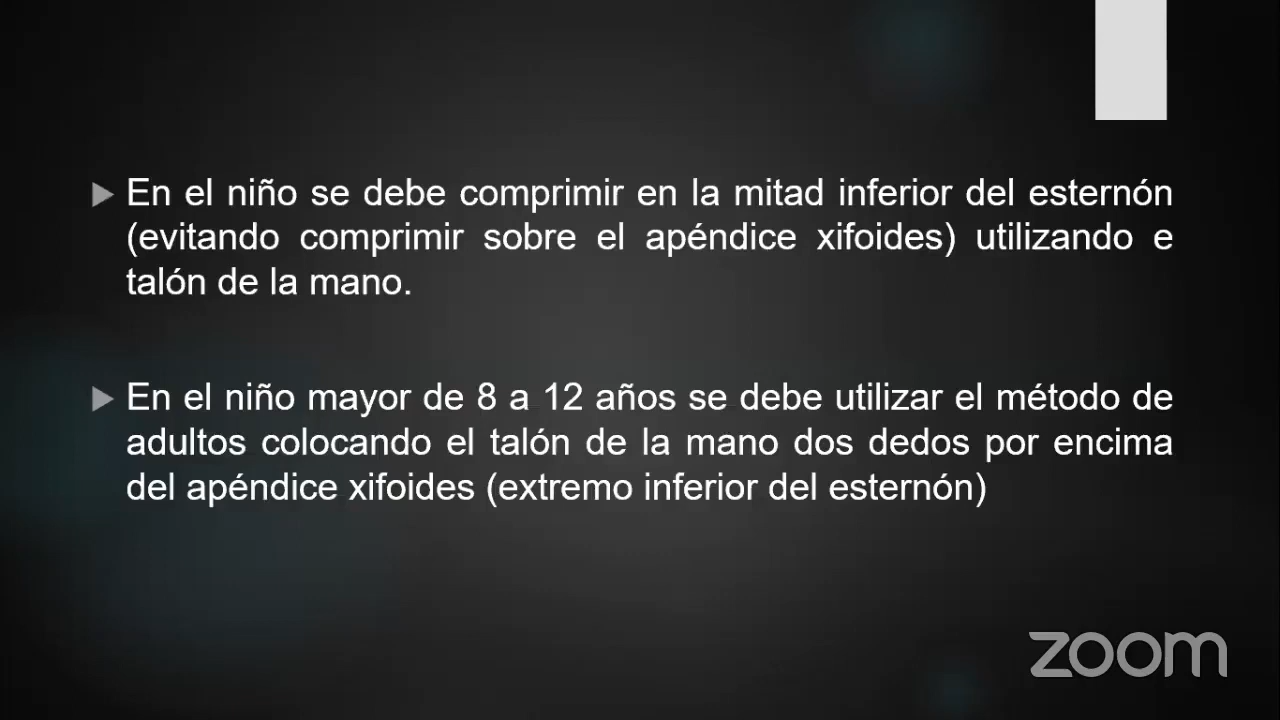 En el niño se debe comprimir en la mitad inferior del esternón
(evitando comprimir sobre el apéndice xifoides) utilizando e
talón de la mano.
En el niño mayor de 8 a 12 años se debe utilizar el método de
adultos colocando el talón de la mano dos dedos por encima
del apéndice xifoides (extremo inferior del esternón)
zoom